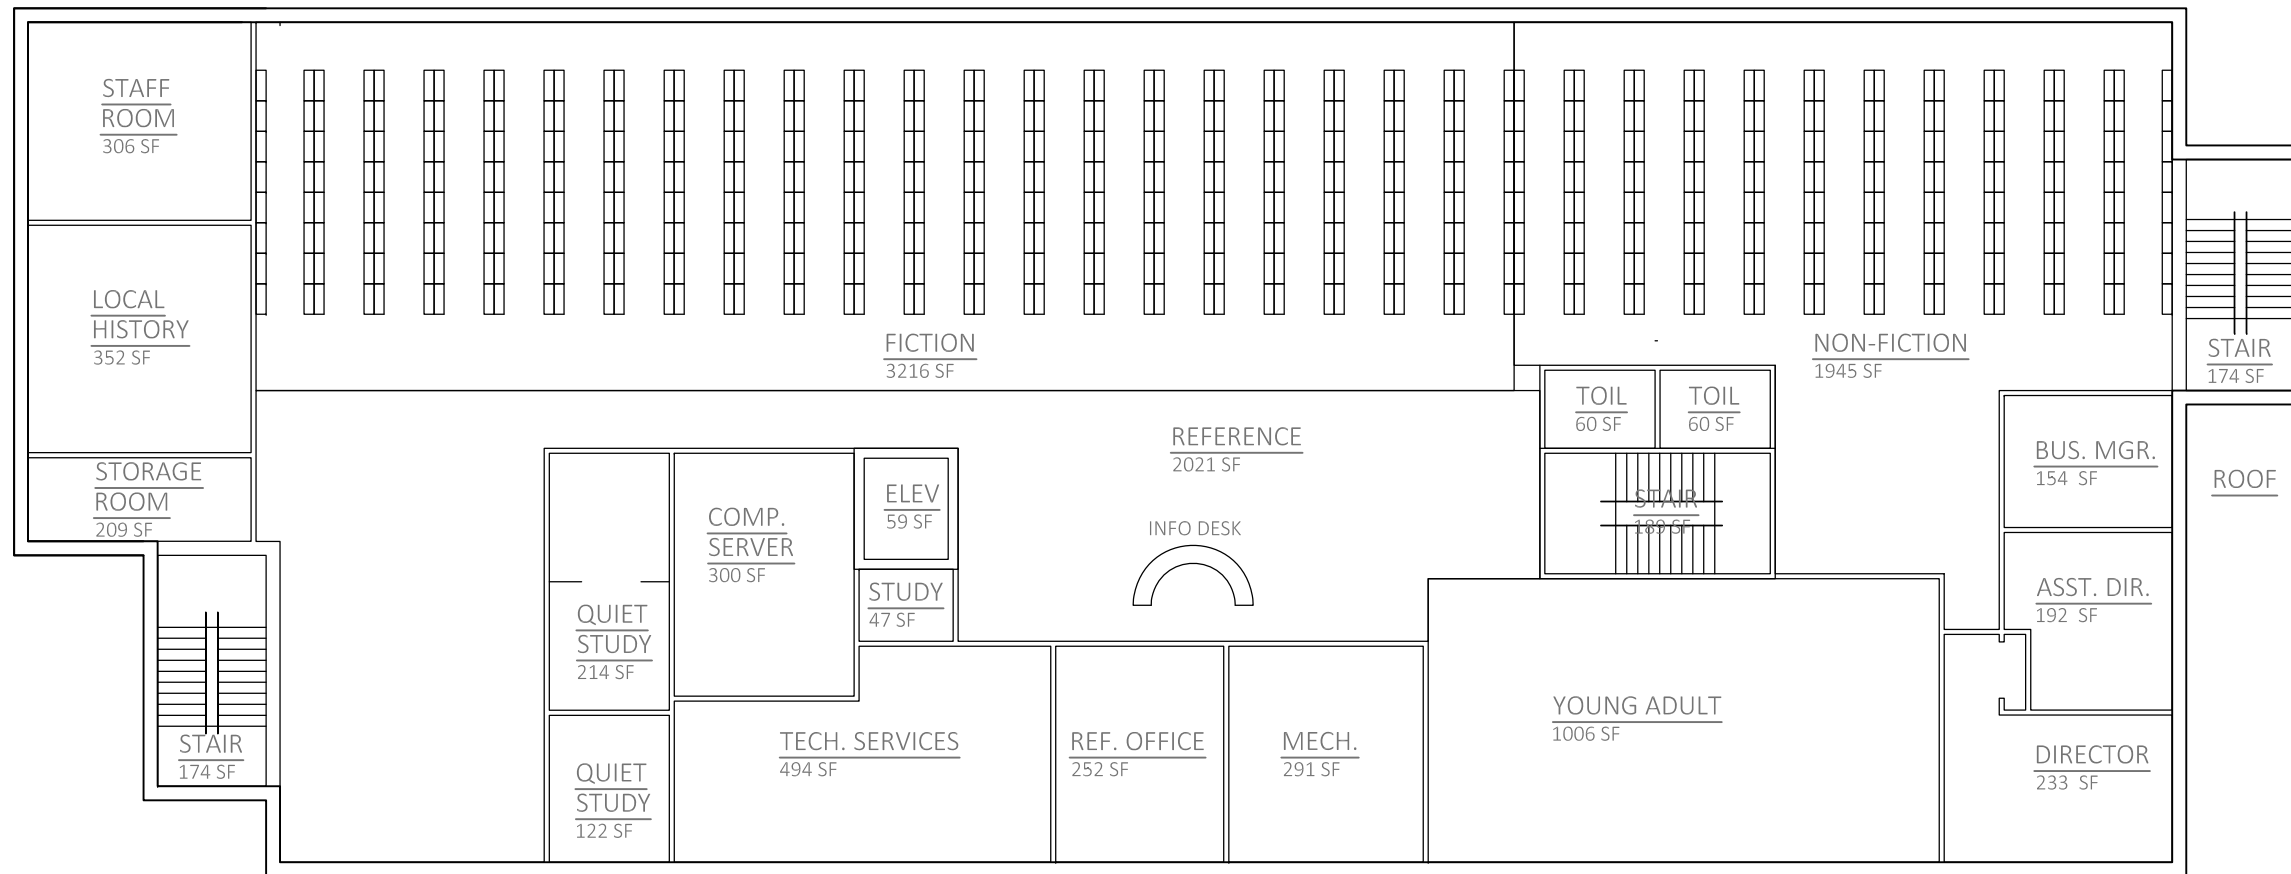 STAFF
ROOM
306 SF
LOCAL
HISTORY
352 SF
STORAGE
ROOM
209 SF
STAIR
174 SF
FICTION
3216 SF
NON-FICTION
1945 SF
STAIR
174 SF
TOIL
60 SF
TOIL
60 SF
REFERENCE
2021 SF
INFO DESK
STAIR
189 SF
BUS. MGR.
154 SF
ROOF
ELEV
59 SF
COMP.
SERVER
300 SF
STUDY
47 SF
QUIET
STUDY
214 SF
ASST. DIR.
192 SF
QUIET
STUDY
122 SF
TECH. SERVICES
494 SF
REF. OFFICE
252 SF
MECH.
291 SF
YOUNG ADULT
1006 SF
DIRECTOR
233 SF